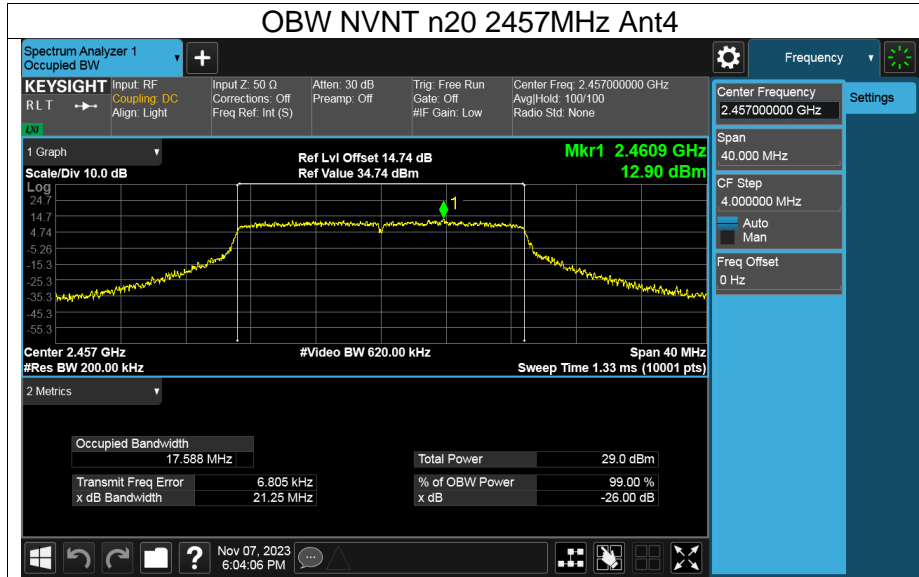 OBW NVNT n20 2457MHz Ant4
Spectrum Analyzer 1
Occupied BW
+
Frequency
KEYSIGHT
RLT
LXI
Input: RF
Coupling: DC
Align: Light
Input Z: 50 Ω
Corrections: Off
Freq Ref: Int (S)
Atten: 30 dB
Preamp: Off
Trig: Free Run
Gate: Off
#IF Gain: Low
Center Freq: 2.457000000 GHz
Avg|Hold: 100/100
Radio Std: None
Center Frequency
2.457000000 GHz
Settings
Span
40.000 MHz
CF Step
4.000000 MHz
Auto
Man
Freq Offset
0 Hz
1 Graph
Ref Lvl Offset 14.74 dB
Mkr1 2.4609 GHz
Scale/Div 10.0 dB
Ref Value 34.74 dBm
12.90 dBm
Log
24.7
14.7
4.74
-5.26
-15.3
-25.3
-35.3
-45.3
-55.3
1
Center 2.457 GHz
#Video BW 620.00 kHz
Span 40 MHz
#Res BW 200.00 kHz
Sweep Time 1.33 ms (10001 pts)
2 Metrics
Occupied Bandwidth
17.588 MHz
Total Power 29.0 dBm
Transmit Freq Error 6.805 kHz
% of OBW Power 99.00 %
x dB Bandwidth 21.25 MHz
x dB -26.00 dB
?
Nov 07, 2023
6:04:06 PM